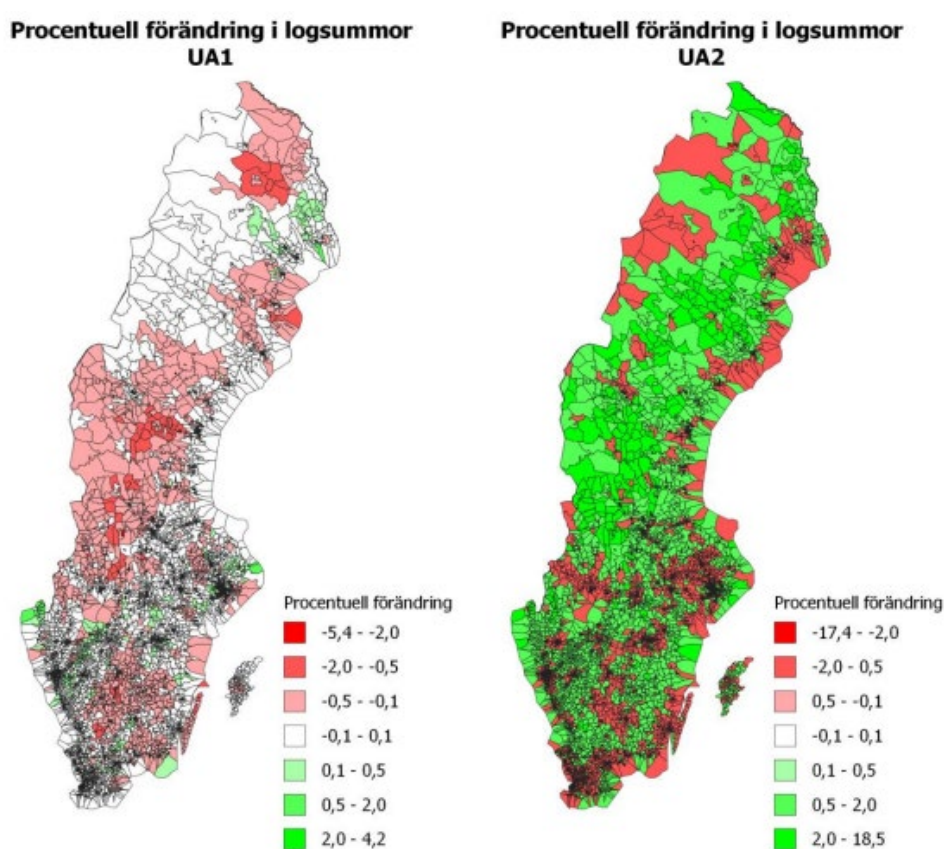 Procentuell förändring i logsummor
UA1
Procentuell förändring i logsummor
UA2
Procentuell förändring
-5,4 - -2,0
-2,0 - -0,5
-0,5 - -0,1
-0,1 - 0,1
0,1 - 0,5
0,5 - 2,0
2,0 - 4,2
Procentuell förändring
-17,4 - -2,0
-2,0 - 0,5
0,5 - -0,1
-0,1 - 0,1
0,1 - 0,5
0,5 - 2,0
2,0 - 18,5